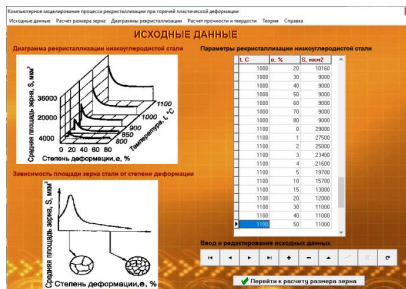 Компьютерное моделирование процесса рекристаллизации при горячей пластической деформации
Исходные данные Расчет размера зерна Диаграммы рекристаллизации Расчет прочности и твердости Теория Справка
ИСХОДНЫЕ ДАННЫЕ
Диаграмма рекристаллизации низкоуглеродистой стали
Средняя площадь зерна, S, мкм²
36000
20000
4000
0 20 40 60 80
800
850
900
1000
1100
Температура, t, °C
Степень деформации, е, %
Зависимость площади зерна стали от степени деформации
Средняя площадь зерна, S, мкм²
Степень деформации, е, %
Параметры рекристаллизации низкоуглеродистой стали
t, C e, % S, мкм2
1000 20 10160
1000 30 9000
1000 40 9000
1000 50 9000
1000 60 9000
1000 70 9000
1000 80 9000
1100 0 29000
1100 1 27500
1100 2 25000
1100 3 23400
1100 4 21600
1100 5 19700
1100 10 15700
1100 15 13000
1100 20 12000
1100 30 11000
1100 40 11000
1100 50 11000
Ввод и редактирование исходных данных
Перейти к расчету размера зерна